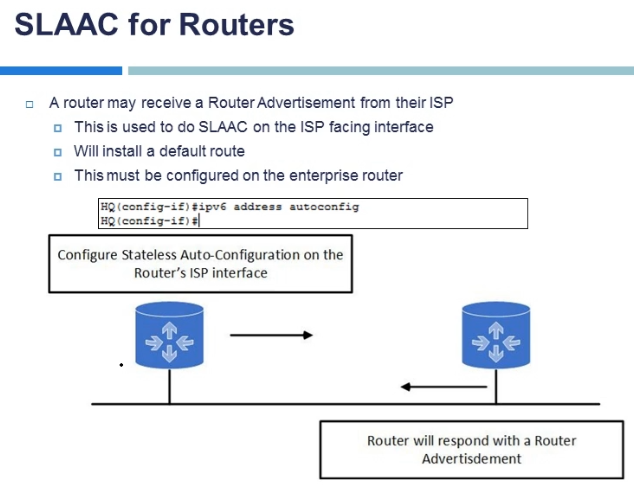 SLAAC for Routers
A router may receive a Router Advertisement from their ISP
This is used to do SLAAC on the ISP facing interface
Will install a default route
This must be configured on the enterprise router
HQ(config-if)#ipv6 address autoconfig
HQ(config-if)#
Configure Stateless Auto-Configuration on the
Router's ISP interface
Router will respond with a Router
Advertisdement